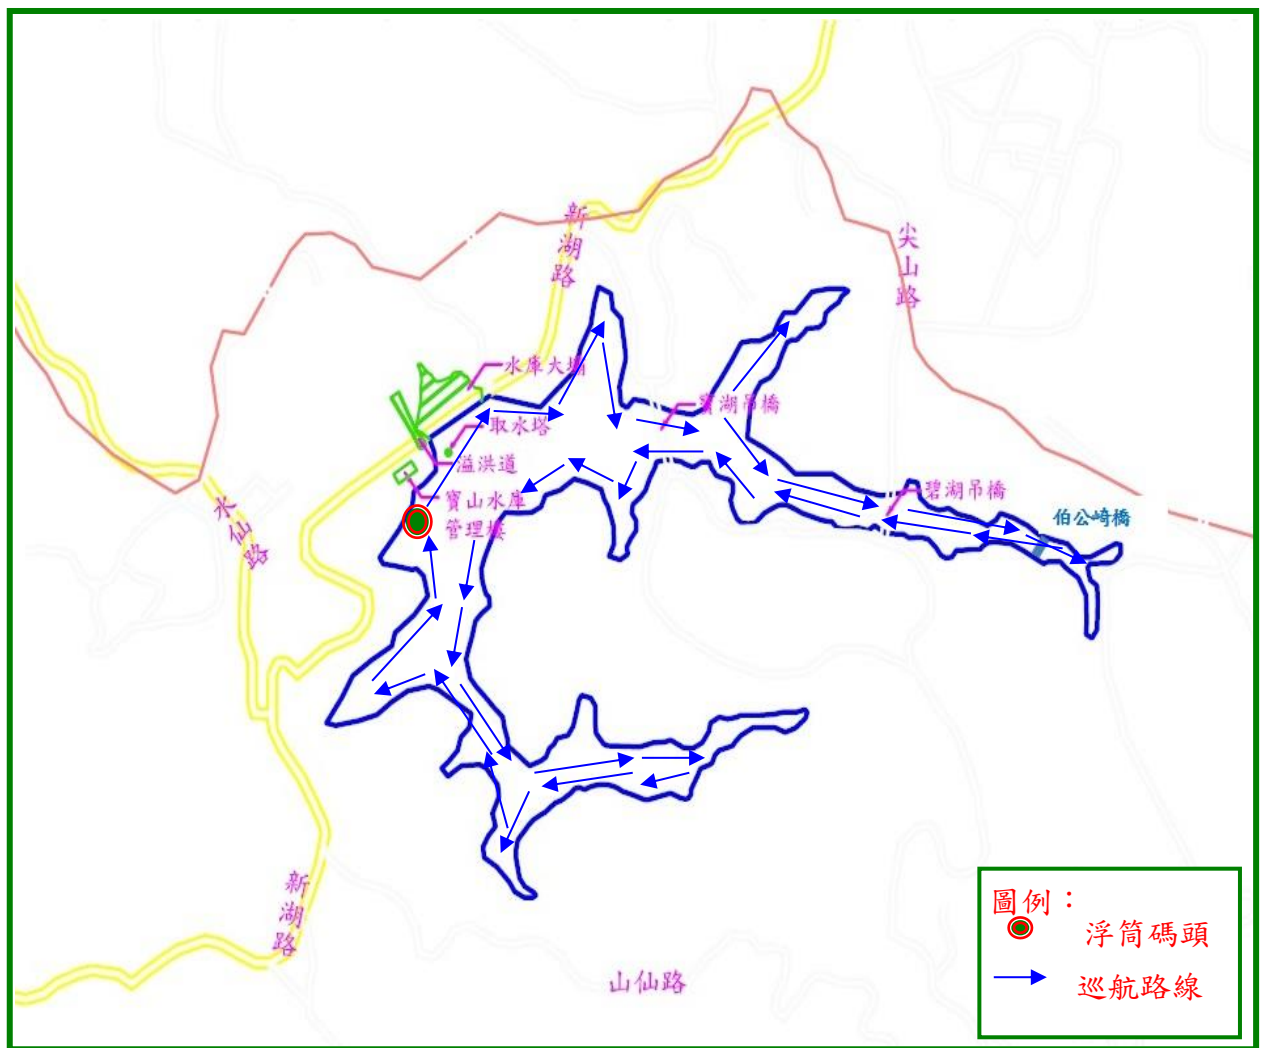 新湖路
尖山路
水庫大壩
寶湖吊橋
取水塔
溢洪道
寶山水庫
管理樓
碧湖吊橋
伯公崎橋
水仙路
新湖路
山仙路
圖例：
浮筒碼頭
巡航路線